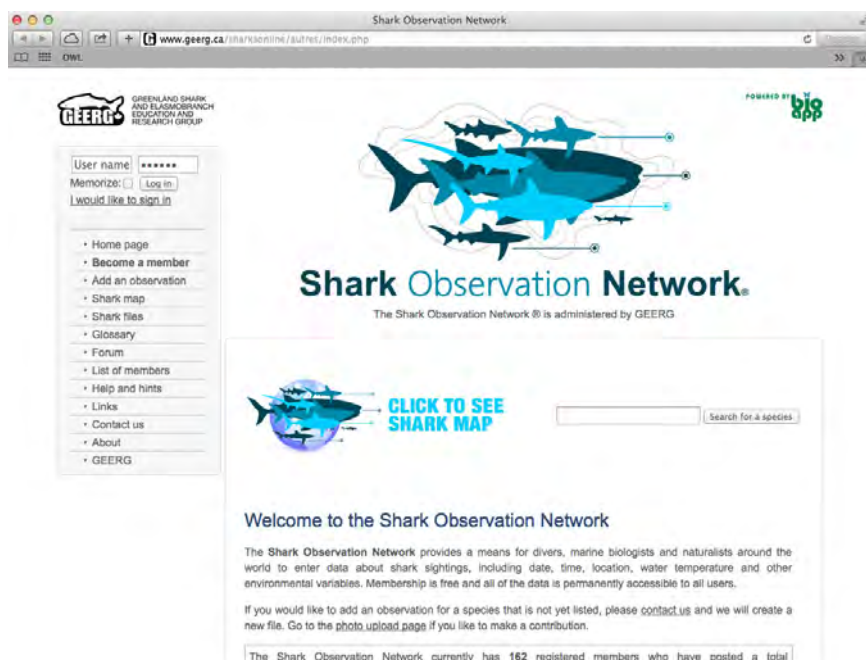 Shark Observation Network
www.geerg.ca/sharksonline/autres/index.php
OWL
GEERG
GREENLAND SHARK
AND ELASMOBRANCH
EDUCATION AND
RESEARCH GROUP
POWERED BY
bio
app
User name ••••••
Memorize: Log in
I would like to sign in
• Home page
• Become a member
• Add an observation
• Shark map
• Shark files
• Glossary
• Forum
• List of members
• Help and hints
• Links
• Contact us
• About
• GEERG
Shark Observation Network®
The Shark Observation Network ® is administered by GEERG
CLICK TO SEE
SHARK MAP
Search for a species
Welcome to the Shark Observation Network
The Shark Observation Network provides a means for divers, marine biologists and naturalists around the
world to enter data about shark sightings, including date, time, location, water temperature and other
environmental variables. Membership is free and all of the data is permanently accessible to all users.
If you would like to add an observation for a species that is not yet listed, please contact us and we will create a
new file. Go to the photo upload page if you like to make a contribution.
The Shark Observation Network currently has 162 registered members who have posted a total